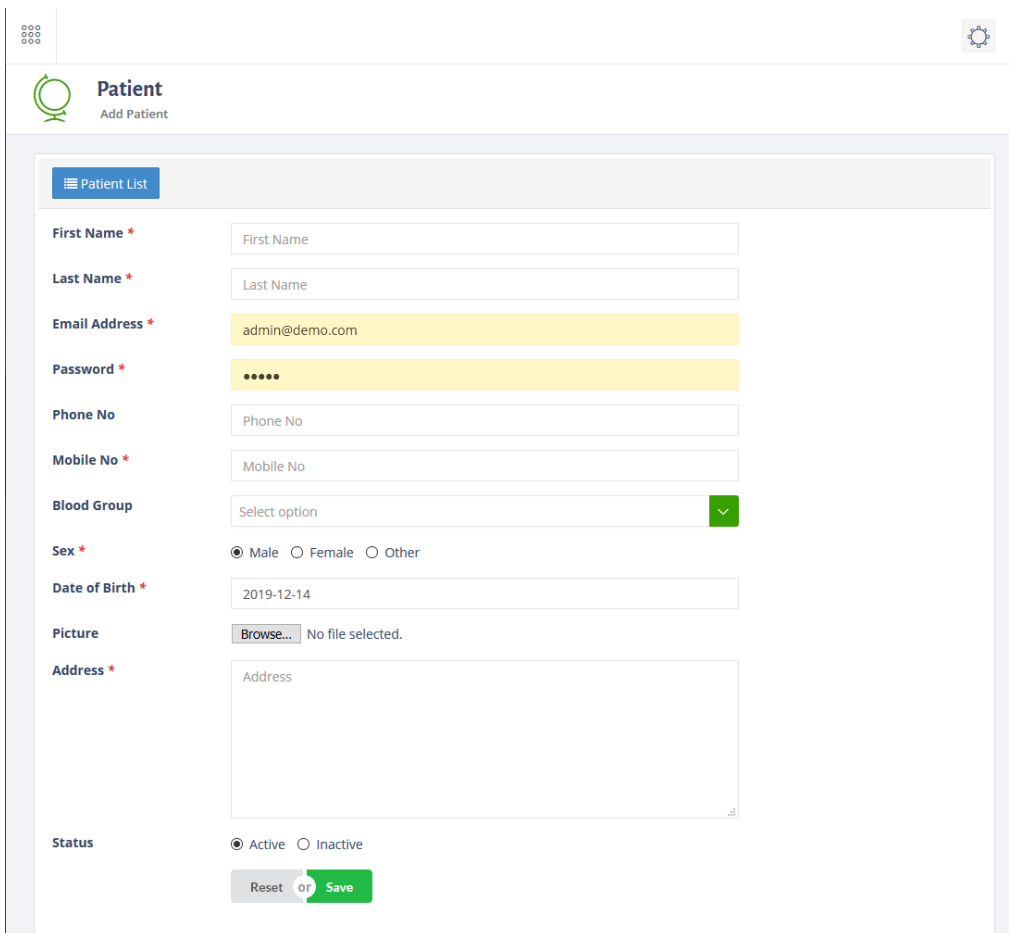 Patient
Add Patient
Patient List
First Name *
First Name
Last Name *
Last Name
Email Address *
admin@demo.com
Password *
●●●●●
Phone No
Phone No
Mobile No *
Mobile No
Blood Group
Select option
Sex *
Male Female Other
Date of Birth *
2019-12-14
Picture
Browse... No file selected.
Address *
Address
Status
Active Inactive
Reset or Save